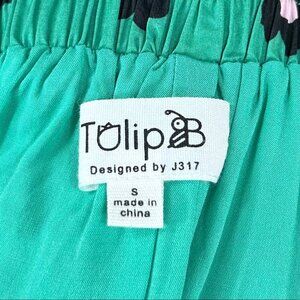 TulipB
Designed by J317
S
made in
china